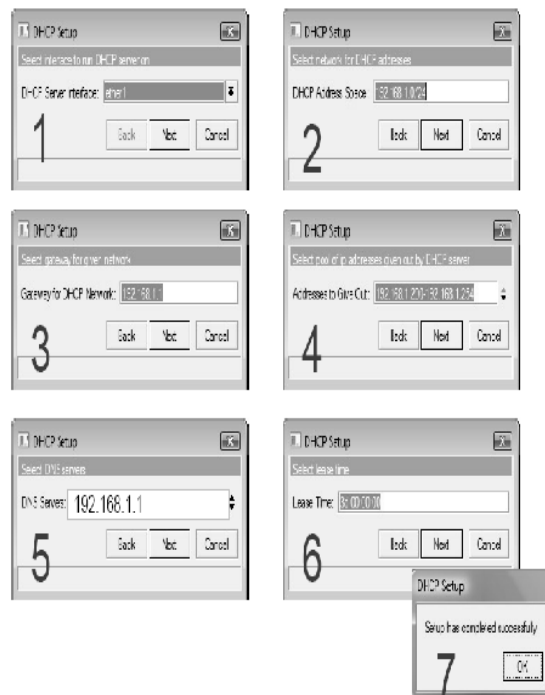 DHCP Setup
Select interface to run DHCP server on
DHCP Server Interface: ether1
Back Next Cancel
1
DHCP Setup
Select network for DHCP addresses
DHCP Address Space: 192.168.1.0/24
Back Next Cancel
2
DHCP Setup
Select gateway for given network
Gateway for DHCP Network: 192.168.1.1
Back Next Cancel
3
DHCP Setup
Select pool of ip addresses given out by DHCP server
Addresses to Give Out: 192.168.1.200-192.168.1.254
Back Next Cancel
4
DHCP Setup
Select DNS servers
DNS Servers: 192.168.1.1
Back Next Cancel
5
DHCP Setup
Select lease time
Lease Time: 3d 00:00:00
Back Next Cancel
6
DHCP Setup
Setup has completed successfully
OK
7